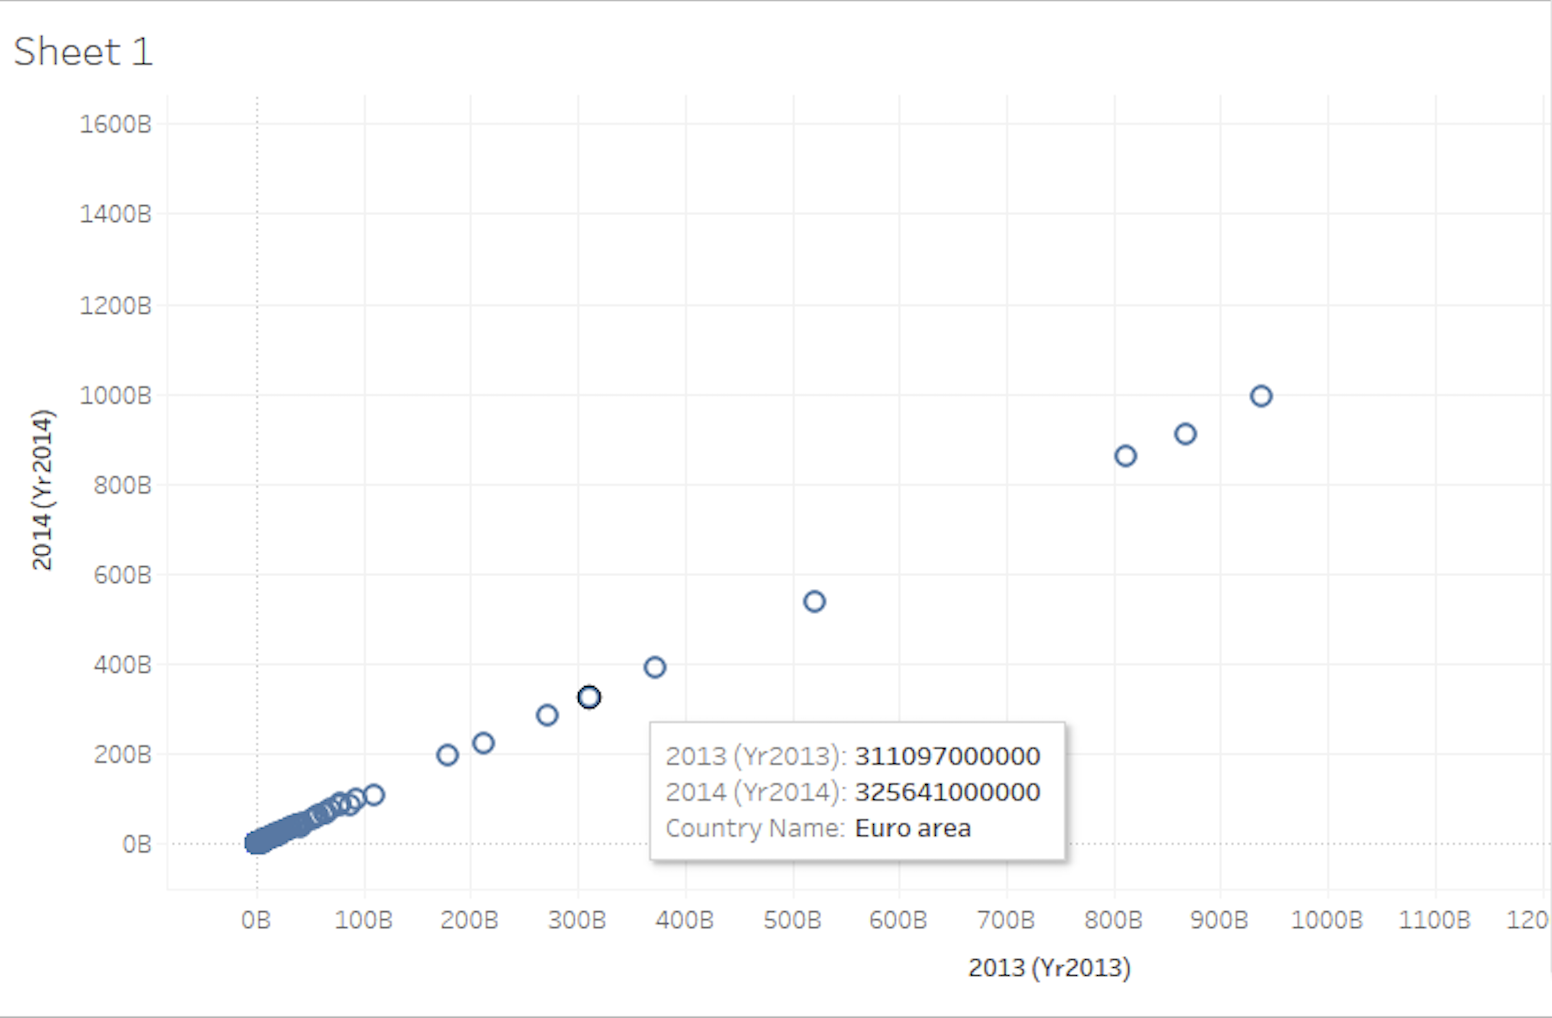 Sheet 1
1600B
1400B
1200B
1000B
800B
600B
400B
200B
0B
2014 (Yr2014)
2013 (Yr2013): 311097000000
2014 (Yr2014): 325641000000
Country Name: Euro area
0B 100B 200B 300B 400B 500B 600B 700B 800B 900B 1000B 1100B 120
2013 (Yr2013)